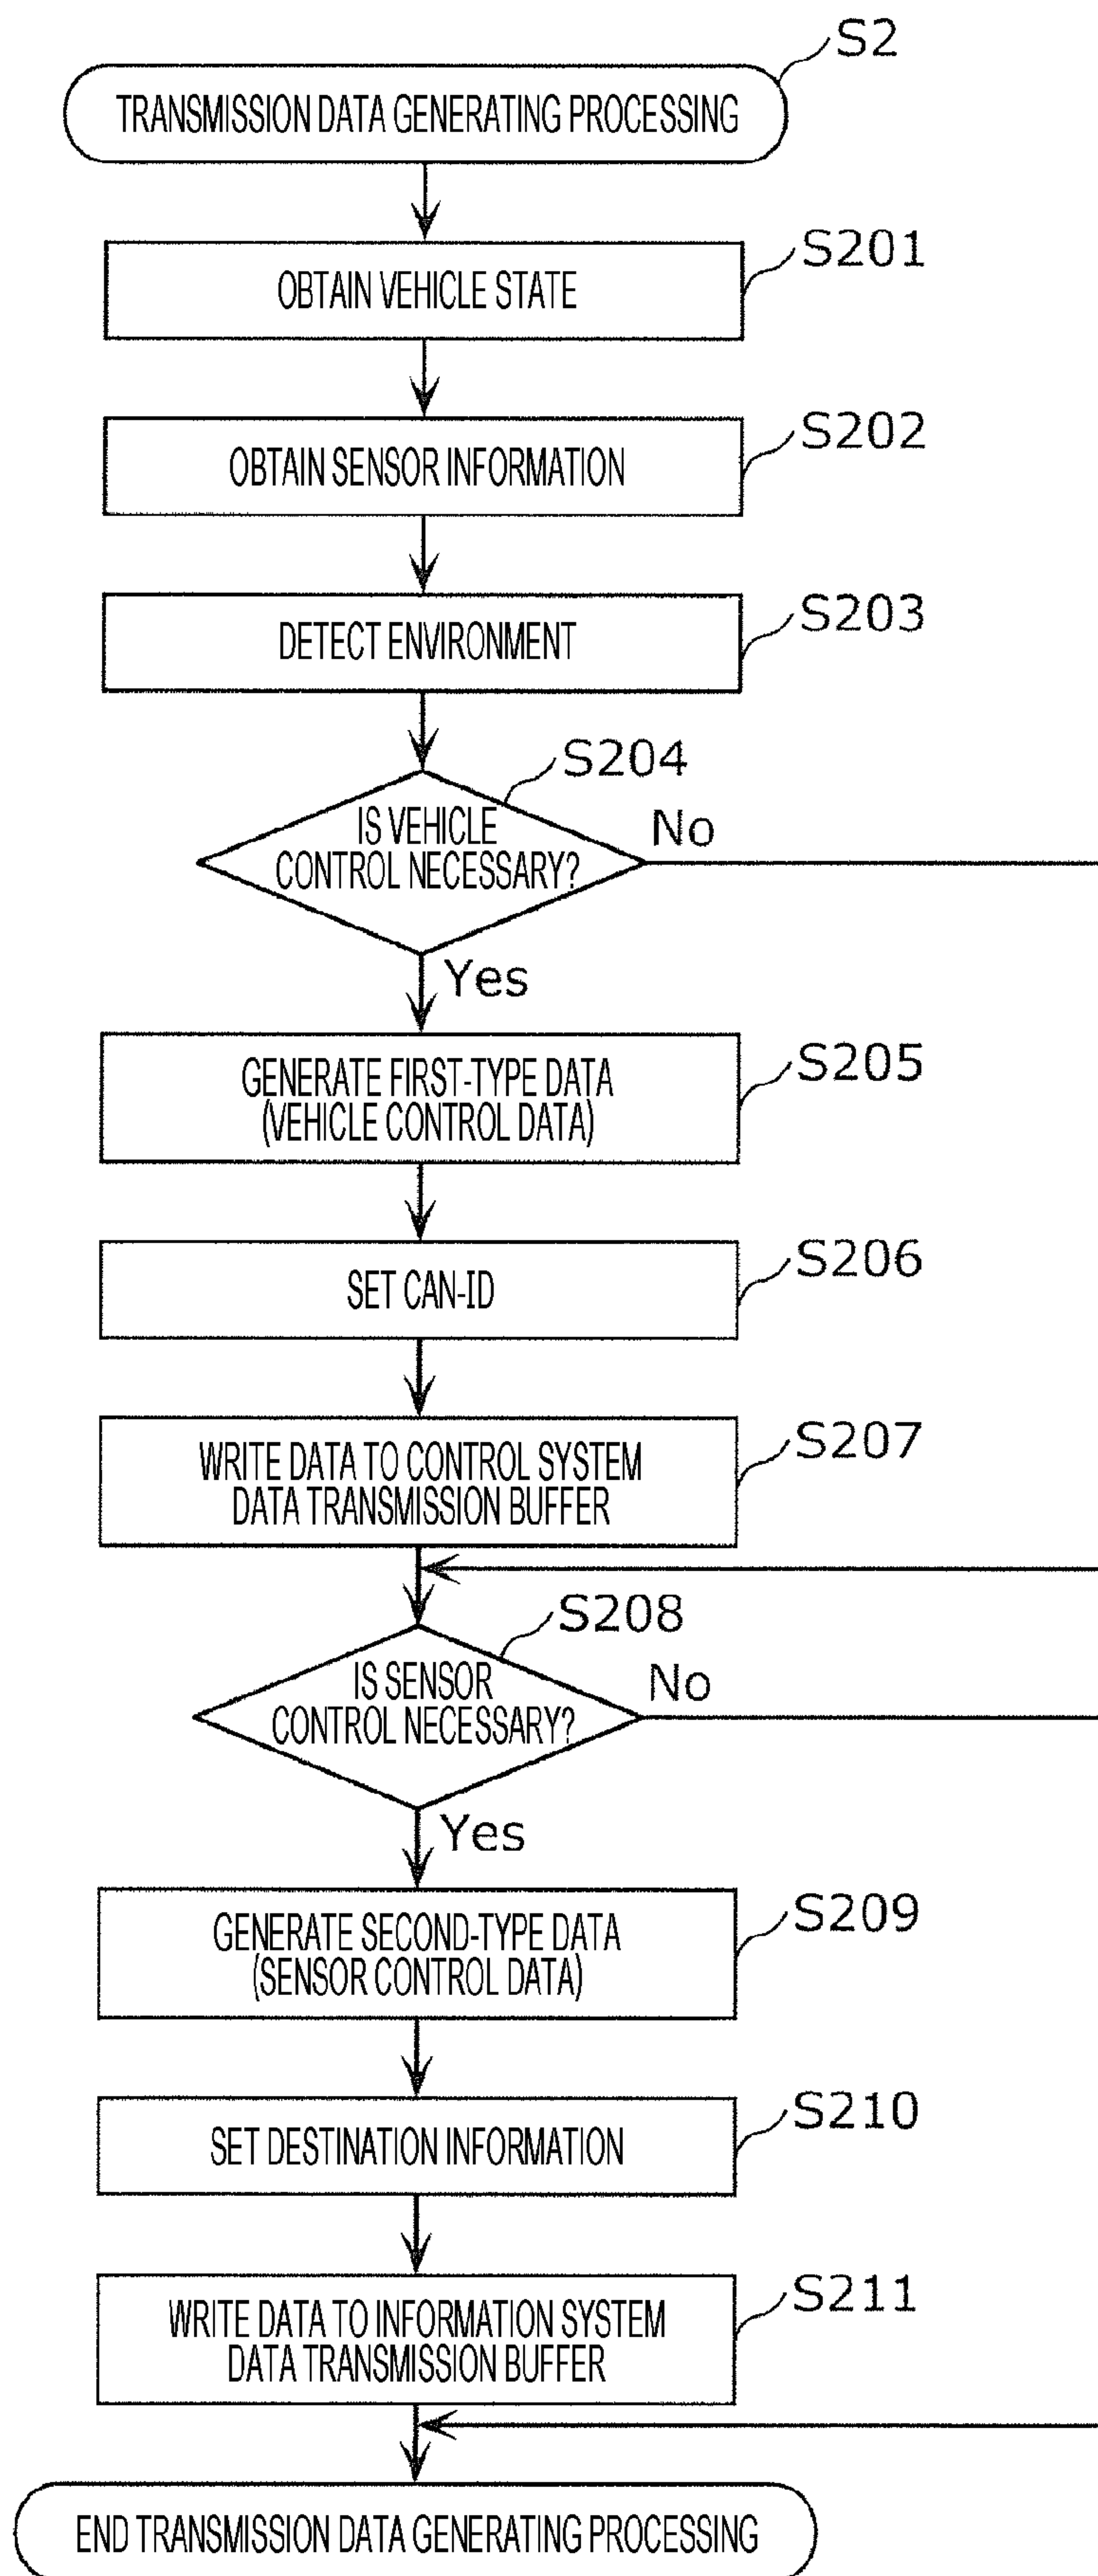 S2
TRANSMISSION DATA GENERATING PROCESSING
S201
OBTAIN VEHICLE STATE
S202
OBTAIN SENSOR INFORMATION
S203
DETECT ENVIRONMENT
S204
IS VEHICLE
CONTROL NECESSARY?
No
Yes
S205
GENERATE FIRST-TYPE DATA
(VEHICLE CONTROL DATA)
S206
SET CAN-ID
S207
WRITE DATA TO CONTROL SYSTEM
DATA TRANSMISSION BUFFER
S208
IS SENSOR
CONTROL NECESSARY?
No
Yes
S209
GENERATE SECOND-TYPE DATA
(SENSOR CONTROL DATA)
S210
SET DESTINATION INFORMATION
S211
WRITE DATA TO INFORMATION SYSTEM
DATA TRANSMISSION BUFFER
END TRANSMISSION DATA GENERATING PROCESSING